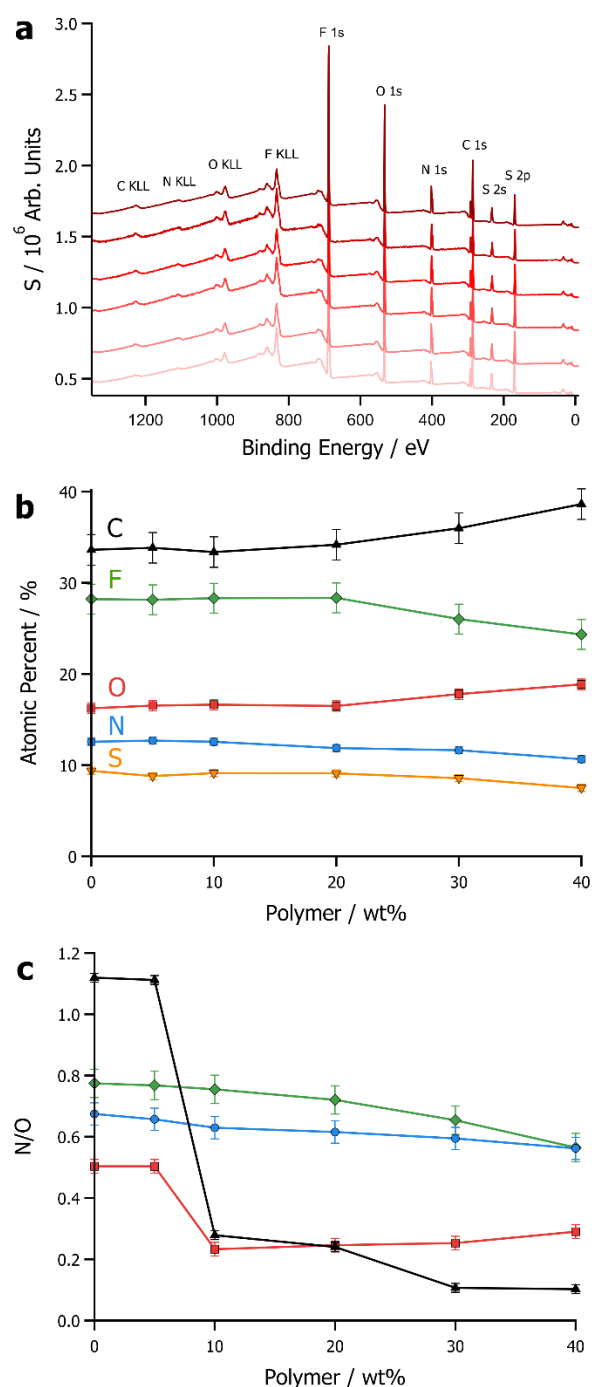 a
3.0
2.5
2.0
1.5
1.0
0.5
S / 10⁶ Arb. Units
F 1s
O 1s
C KLL
N KLL
O KLL
F KLL
N 1s
C 1s
S 2s
S 2p
1200
1000
800
600
400
200
0
Binding Energy / eV
b
40
30
20
10
0
Atomic Percent / %
C
F
O
N
S
0
10
20
30
40
Polymer / wt%
c
1.2
1.0
0.8
0.6
0.4
0.2
0.0
N/O
0
10
20
30
40
Polymer / wt%